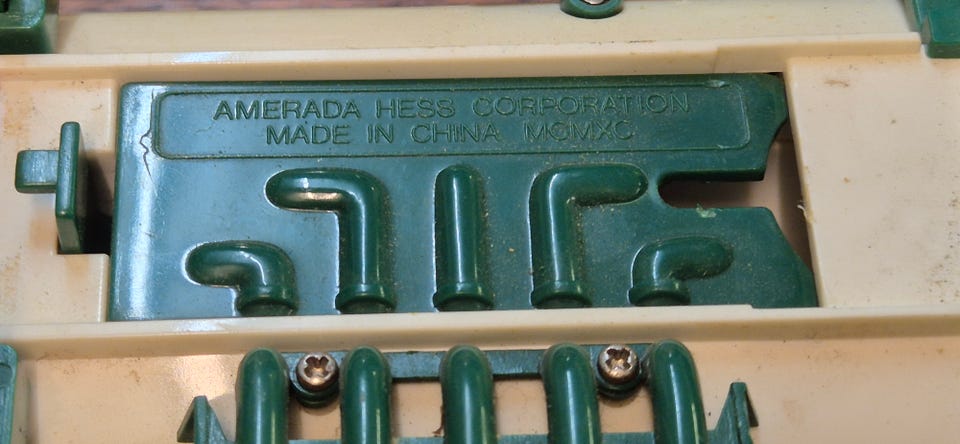 AMERADA HESS CORPORATION
MADE IN CHINA MCMXC